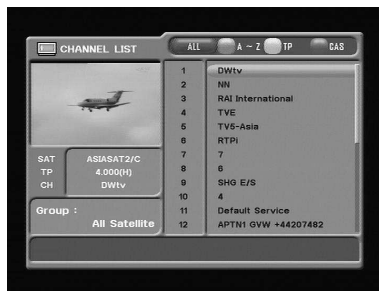 CHANNEL LIST
ALL A ~ Z TP CAS
1 DWtv
2 NN
3 RAI International
4 TVE
5 TV5-Asia
6 RTPi
7 7
8 6
9 SHG E/S
10 4
11 Default Service
12 APTN1 GVW +44207482
SAT ASIASAT2/C
TP 4.000(H)
CH DWtv
Group :
All Satellite